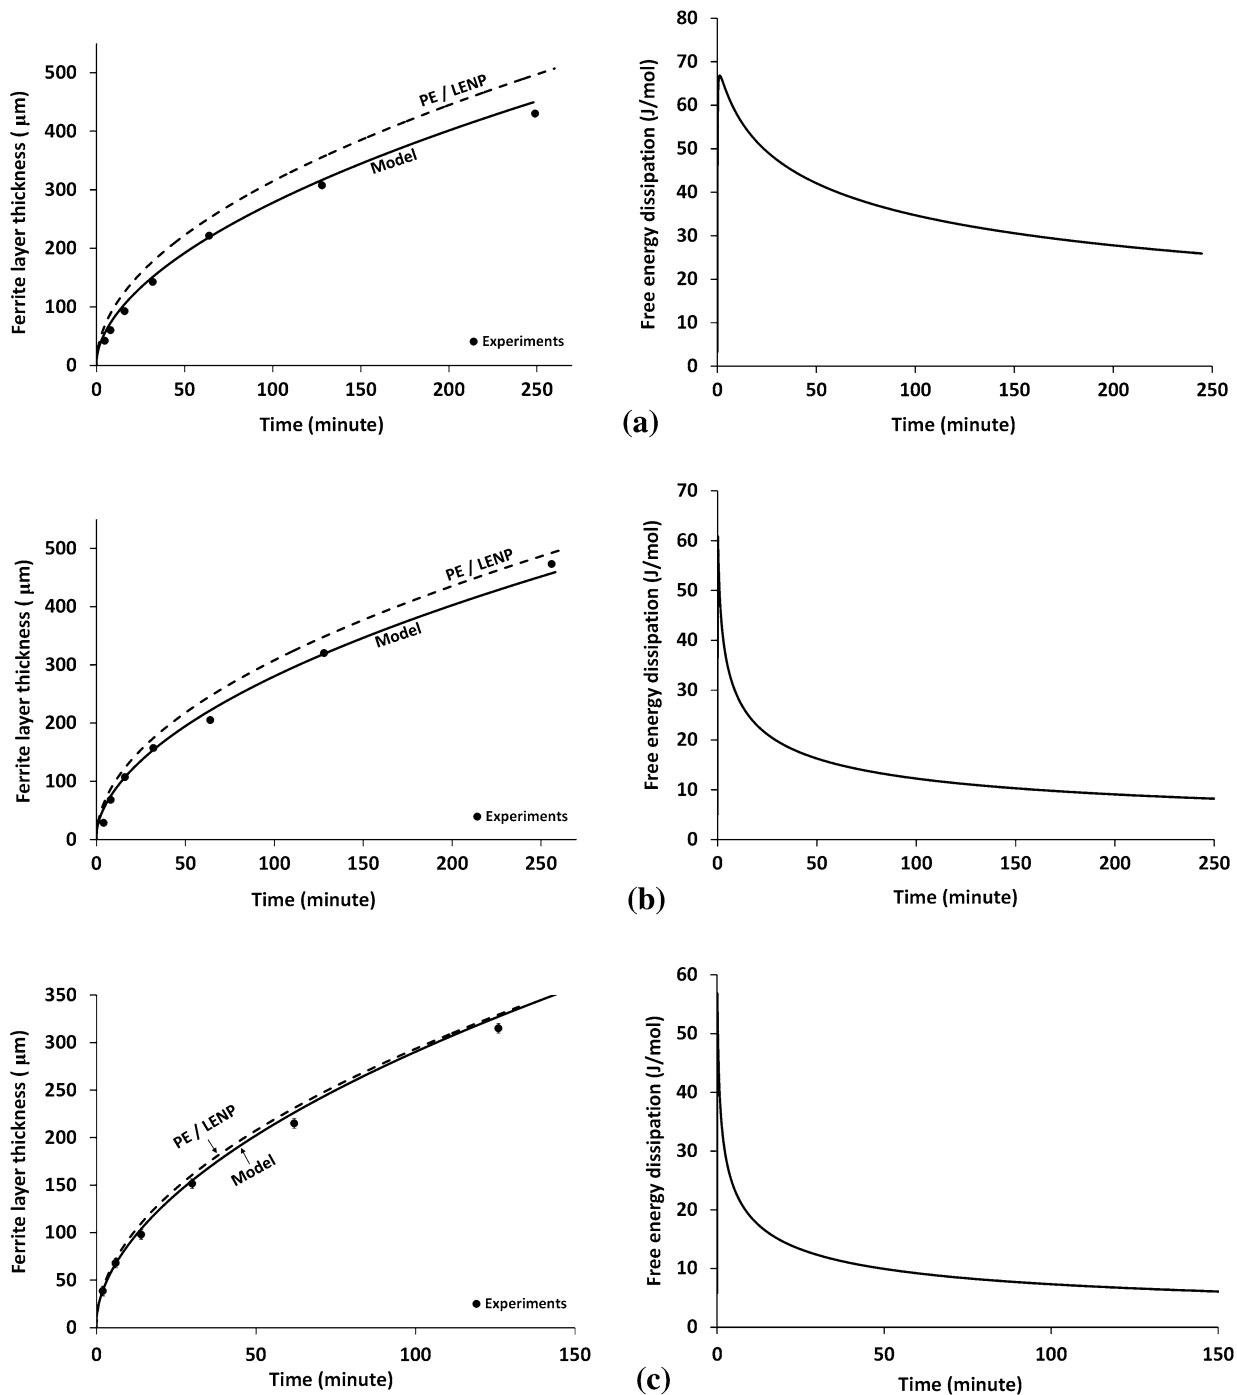 Ferrite layer thickness ( μm)
500
400
300
200
100
0
PE / LENP
Model
Experiments
0 50 100 150 200 250
Time (minute)
Free energy dissipation (J/mol)
80
70
60
50
40
30
20
10
0
0 50 100 150 200 250
Time (minute)
(a)
Ferrite layer thickness ( μm)
500
400
300
200
100
0
PE / LENP
Model
Experiments
0 50 100 150 200 250
Time (minute)
Free energy dissipation (J/mol)
70
60
50
40
30
20
10
0
0 50 100 150 200 250
Time (minute)
(b)
Ferrite layer thickness ( μm)
350
300
250
200
150
100
50
0
PE / LENP
Model
Experiments
0 50 100 150
Time (minute)
Free energy dissipation (J/mol)
60
50
40
30
20
10
0
0 50 100 150
Time (minute)
(c)